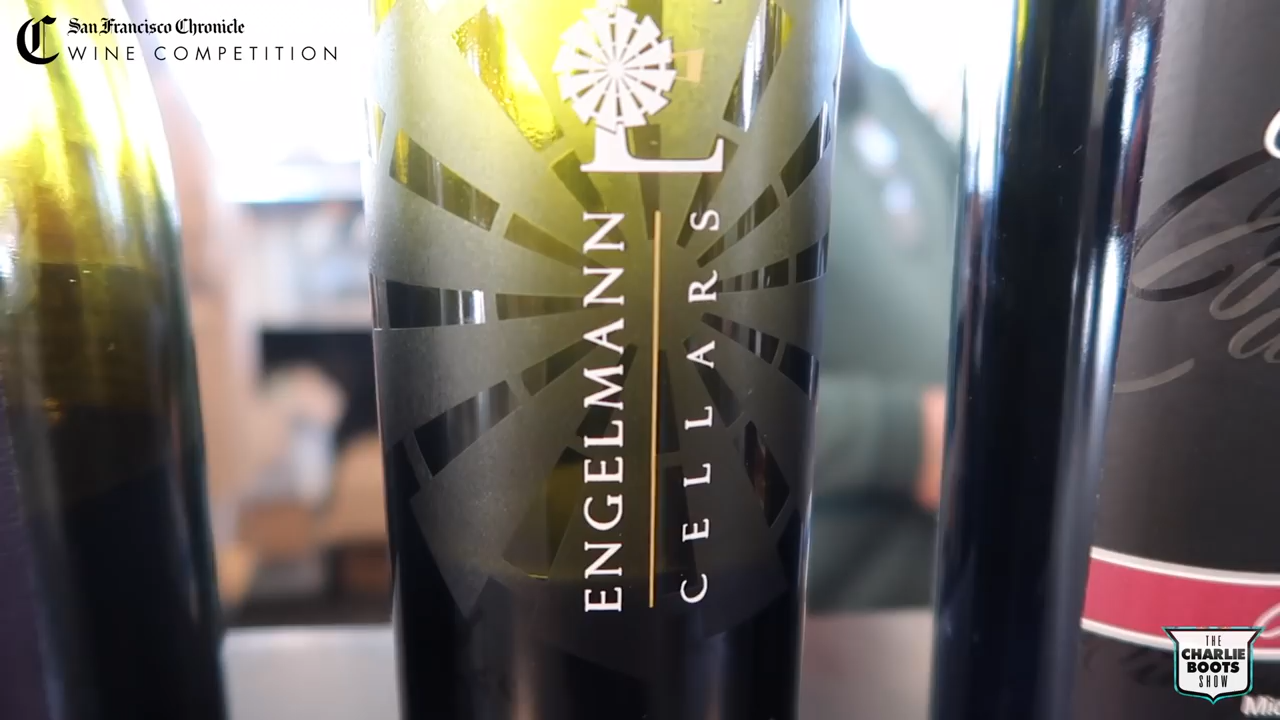 San Francisco Chronicle
WINE COMPETITION
ENGELMANN
CELLARS
THE
CHARLIE
BOOTS
SHOW